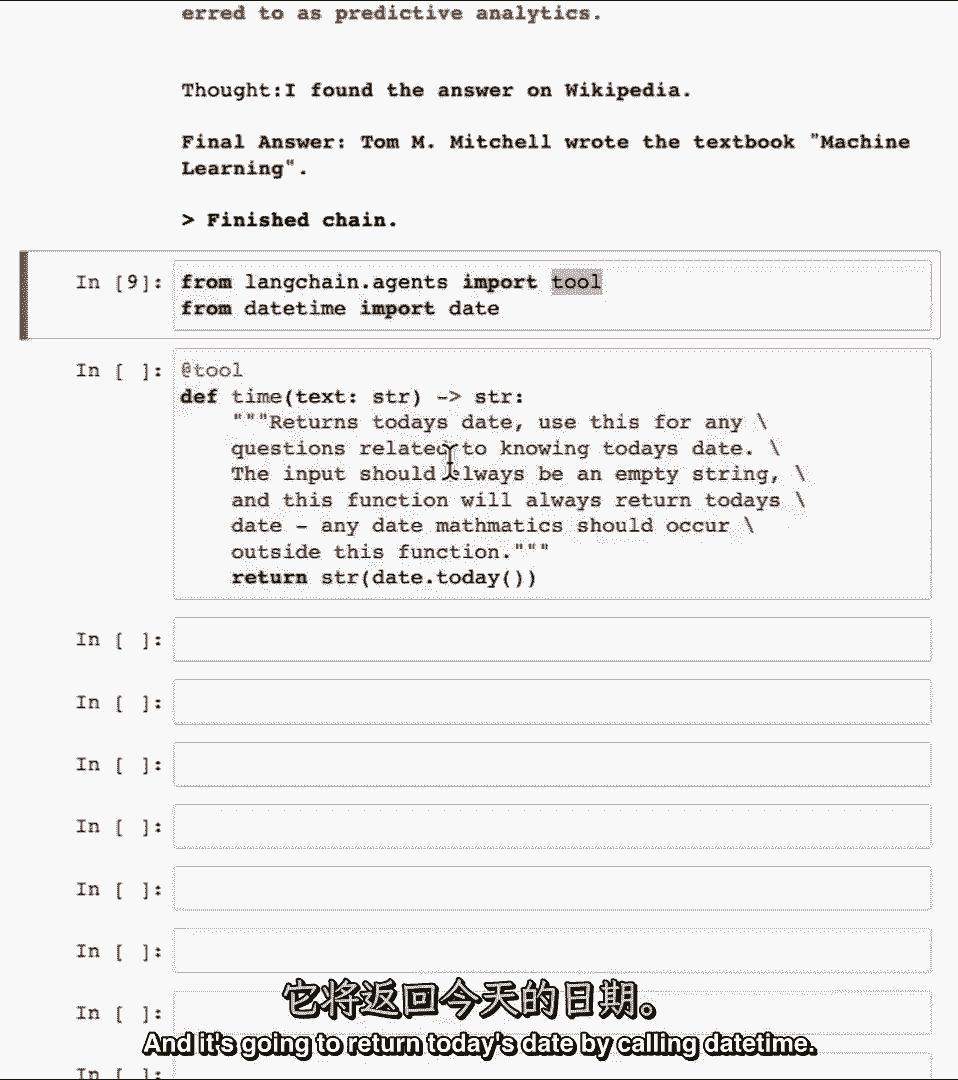 erred to as predictive analytics.
Thought:I found the answer on Wikipedia.
Final Answer: Tom M. Mitchell wrote the textbook "Machine
Learning".
> Finished chain.
In [9]: from langchain.agents import tool
from datetime import date
In [ ]: @tool
def time(text: str) -> str:
"""Returns todays date, use this for any \
questions related to knowing todays date. \
The input should always be an empty string, \
and this function will always return todays \
date - any date mathmatics should occur \
outside this function."""
return str(date.today())
In [ ]:
In [ ]:
In [ ]:
In [ ]:
In [ ]:
In [ ]:
In [ ]:
它将返回今天的日期。
And it's going to return today's date by calling datetime.
In [ ]: